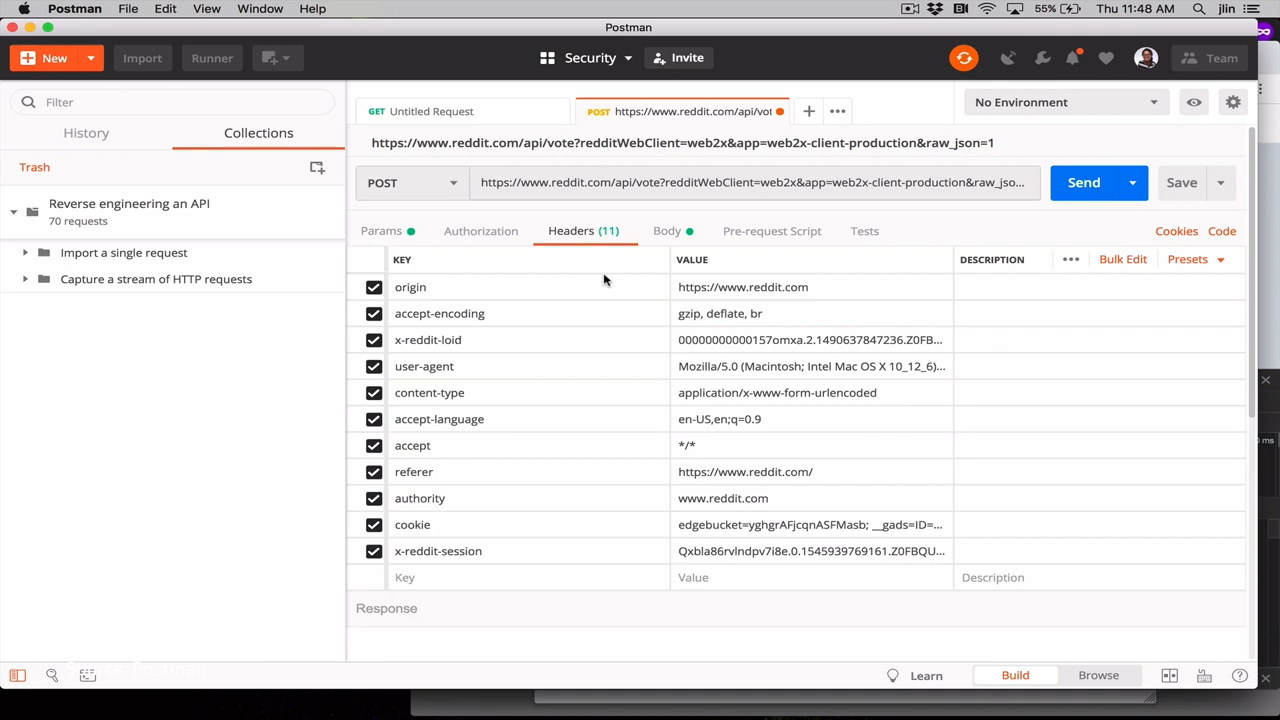 Postman File Edit View Window Help 55% Thu 11:48 AM jlin
Postman
New Import Runner Security Invite Team
Filter
History Collections
Trash
Reverse engineering an API
70 requests
Import a single request
Capture a stream of HTTP requests
GET Untitled Request POST https://www.reddit.com/api/vot No Environment
https://www.reddit.com/api/vote?redditWebClient=web2x&app=web2x-client-production&raw_json=1
POST https://www.reddit.com/api/vote?redditWebClient=web2x&app=web2x-client-production&raw_jso... Send Save
Params Authorization Headers (11) Body Pre-request Script Tests Cookies Code
KEY VALUE DESCRIPTION ••• Bulk Edit Presets
origin https://www.reddit.com
accept-encoding gzip, deflate, br
x-reddit-loid 00000000000157omxa.2.1490637847236.Z0FB...
user-agent Mozilla/5.0 (Macintosh; Intel Mac OS X 10_12_6)...
content-type application/x-www-form-urlencoded
accept-language en-US,en;q=0.9
accept */*
referer https://www.reddit.com/
authority www.reddit.com
cookie edgebucket=yghgrAFjcqnASFMasb; __gads=ID=...
x-reddit-session Qxbla86rvlndpv7i8e.0.1545939769161.Z0FBQU...
Key Value Description
Response
Source: Postman
Learn Build Browse
ms